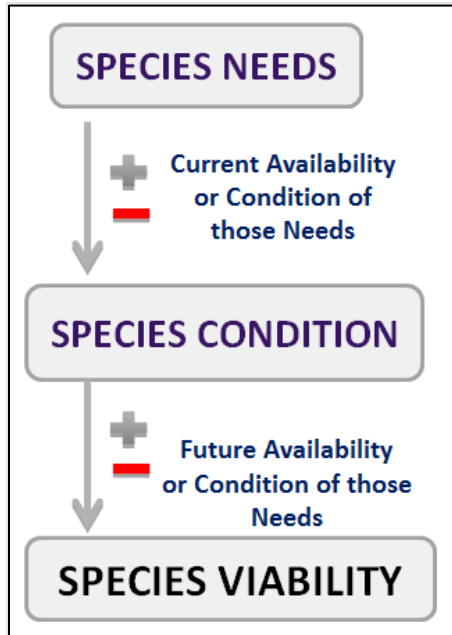 SPECIES NEEDS
Current Availability
or Condition of
those Needs
SPECIES CONDITION
Future Availability
or Condition of those
Needs
SPECIES VIABILITY